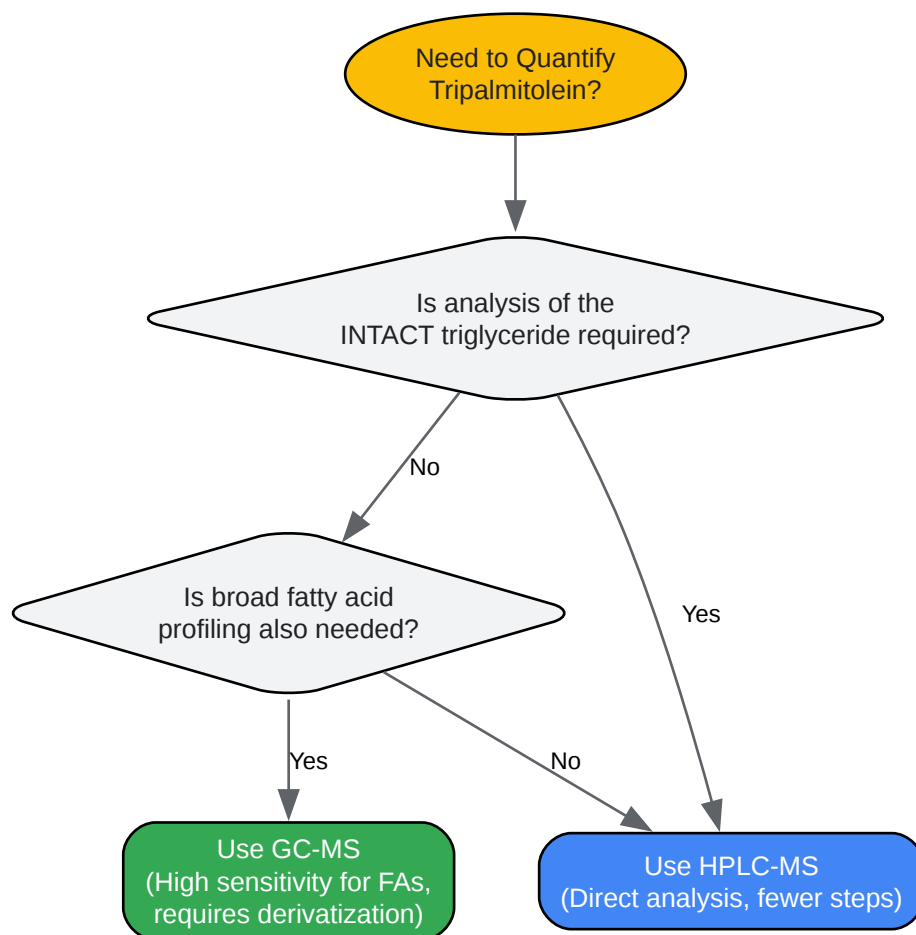 Need to Quantify
Tripalmitolein?
Is analysis of the
INTACT triglyceride required?
No
Is broad fatty acid
profiling also needed?
Yes
Yes
No
Use GC-MS
(High sensitivity for FAs,
requires derivatization)
Use HPLC-MS
(Direct analysis, fewer steps)